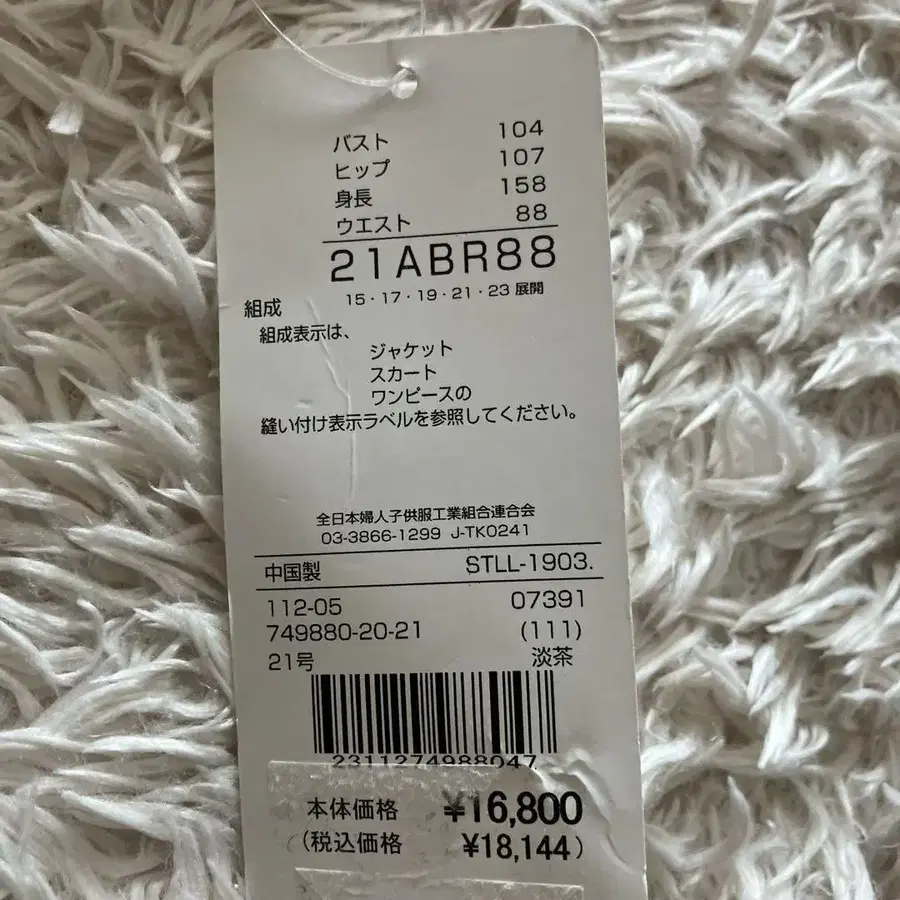 バスト 104
ヒップ 107
身長 158
ウエスト 88
21ABR88
15・17・19・21・23 展開
組成
組成表示は、
ジャケット
スカート
ワンピースの
縫い付け表示ラベルを参照してください。
全日本婦人子供服工業組合連合会
03-3866-1299 J-TK0241
中国製 STLL-1903.
112-05 07391
749880-20-21 (111)
21号 淡茶
2311274988047
本体価格 ¥16,800
(税込価格 ¥18,144)